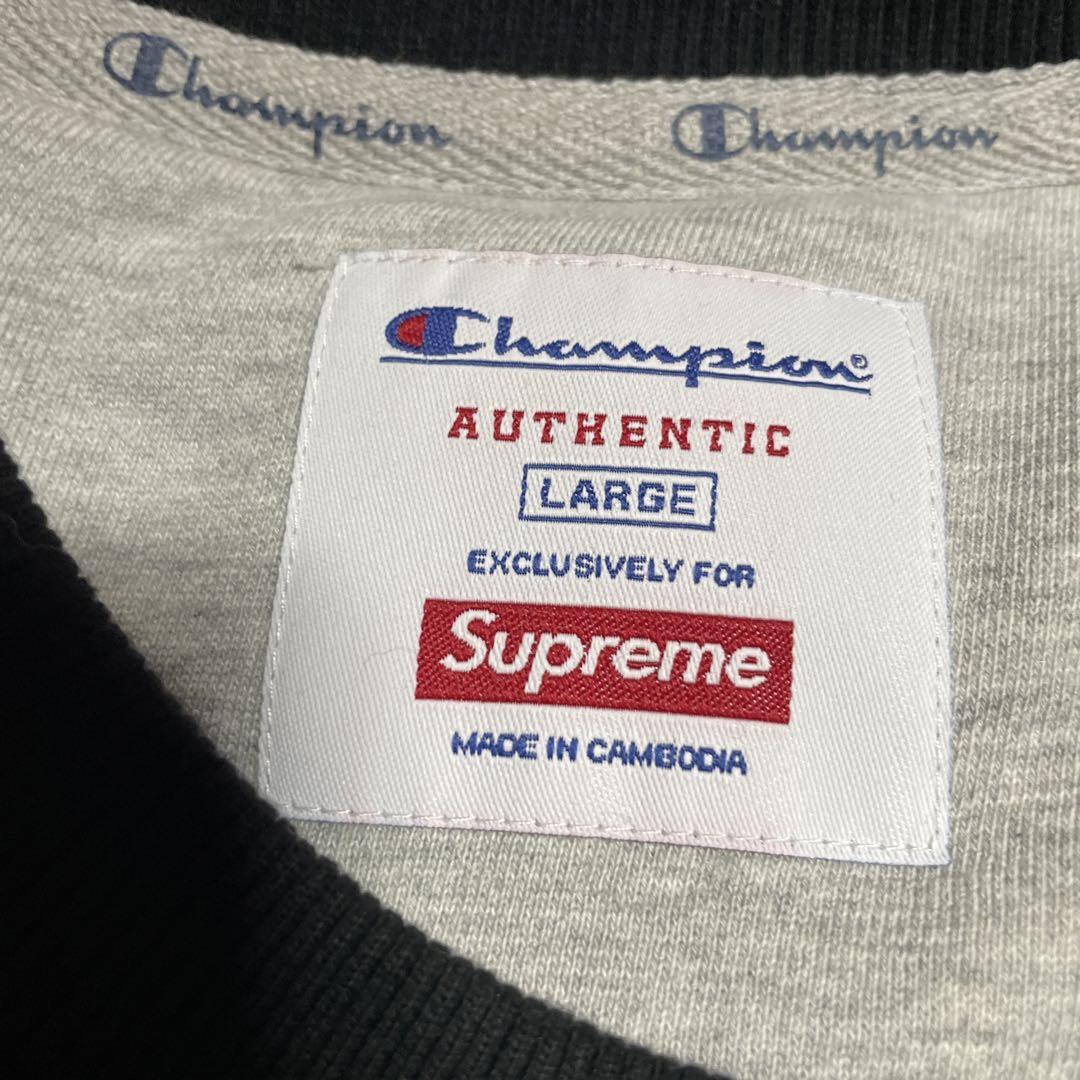 Champion Champion
Champion®
AUTHENTIC
LARGE
EXCLUSIVELY FOR
Supreme
MADE IN CAMBODIA